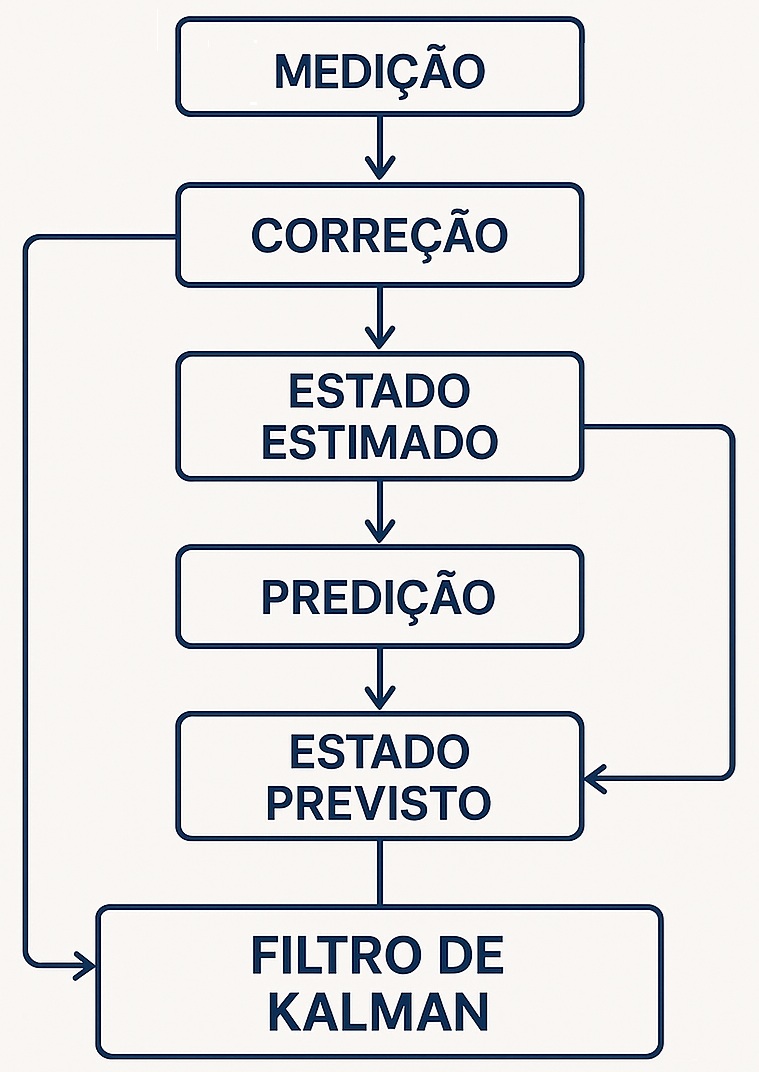 MEDIÇÃO
CORREÇÃO
ESTADO
ESTIMADO
PREDIÇÃO
ESTADO
PREVISTO
FILTRO DE
KALMAN